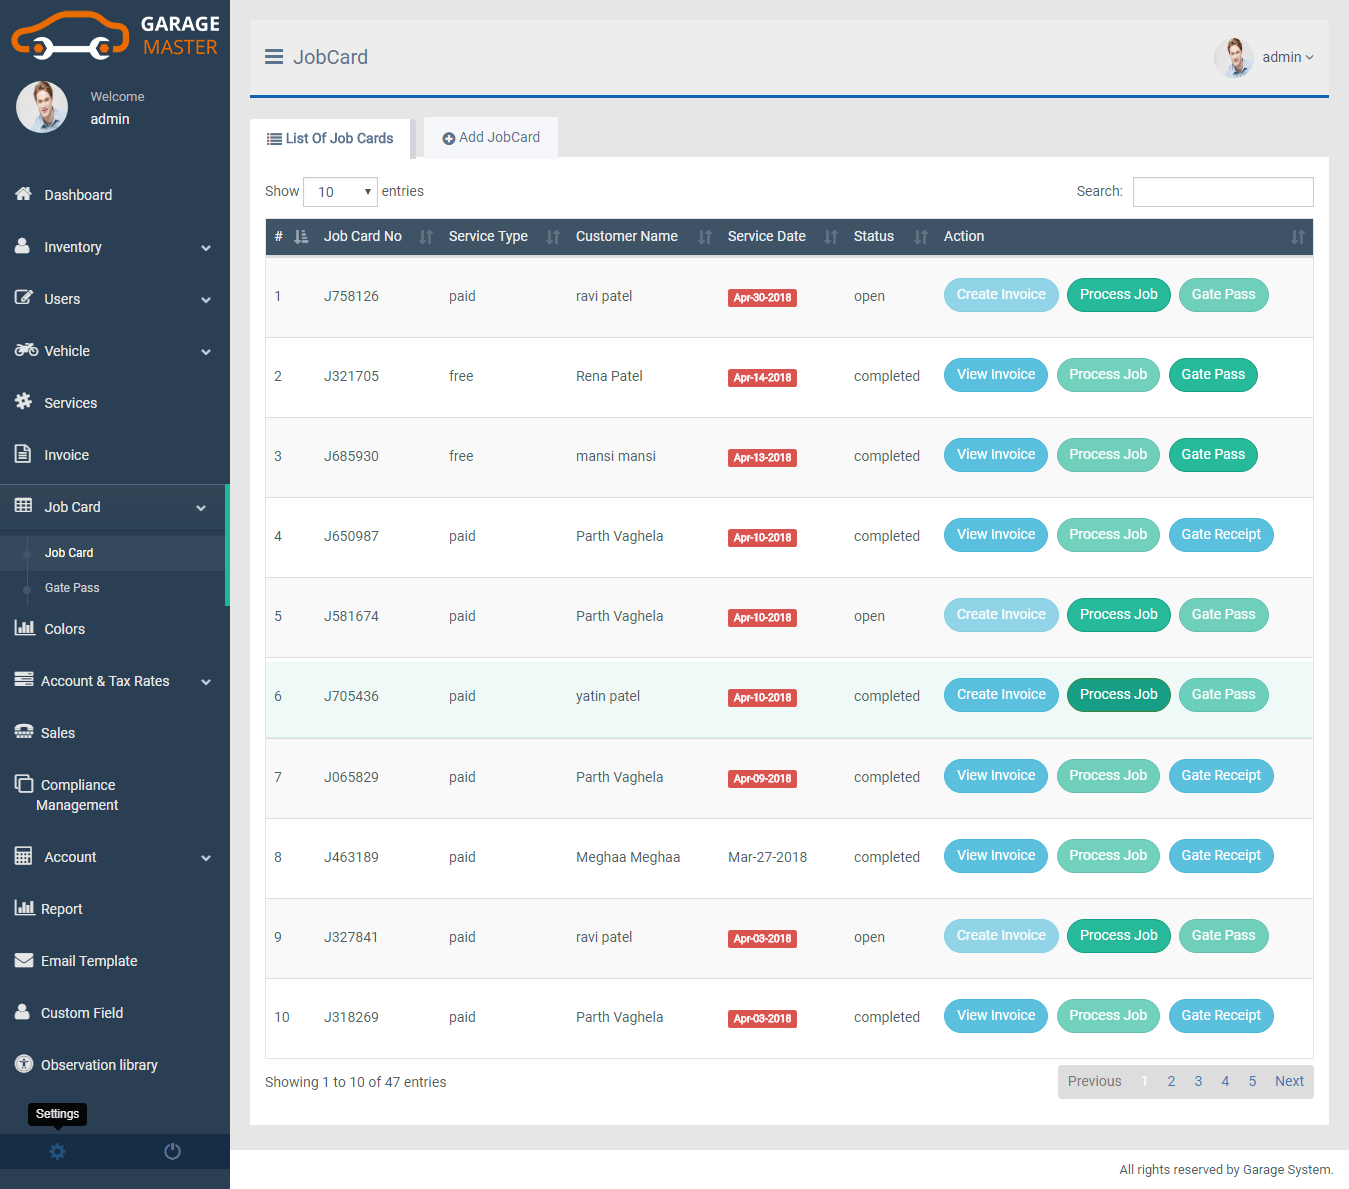 GARAGE
MASTER
Welcome
admin
Dashboard
Inventory
Users
Vehicle
Services
Invoice
Job Card
Job Card
Gate Pass
Colors
Account & Tax Rates
Sales
Compliance
Management
Account
Report
Email Template
Custom Field
Observation library
Settings
JobCard
admin
List Of Job Cards
Add JobCard
Show 10 entries
Search:
# Job Card No Service Type Customer Name Service Date Status Action
1 J758126 paid ravi patel Apr-30-2018 open Create Invoice Process Job Gate Pass
2 J321705 free Rena Patel Apr-14-2018 completed View Invoice Process Job Gate Pass
3 J685930 free mansi mansi Apr-13-2018 completed View Invoice Process Job Gate Pass
4 J650987 paid Parth Vaghela Apr-10-2018 completed View Invoice Process Job Gate Receipt
5 J581674 paid Parth Vaghela Apr-10-2018 open Create Invoice Process Job Gate Pass
6 J705436 paid yatin patel Apr-10-2018 completed Create Invoice Process Job Gate Pass
7 J065829 paid Parth Vaghela Apr-09-2018 completed View Invoice Process Job Gate Receipt
8 J463189 paid Meghaa Meghaa Mar-27-2018 completed View Invoice Process Job Gate Receipt
9 J327841 paid ravi patel Apr-03-2018 open Create Invoice Process Job Gate Pass
10 J318269 paid Parth Vaghela Apr-03-2018 completed View Invoice Process Job Gate Receipt
Showing 1 to 10 of 47 entries
Previous 1 2 3 4 5 Next
All rights reserved by Garage System.